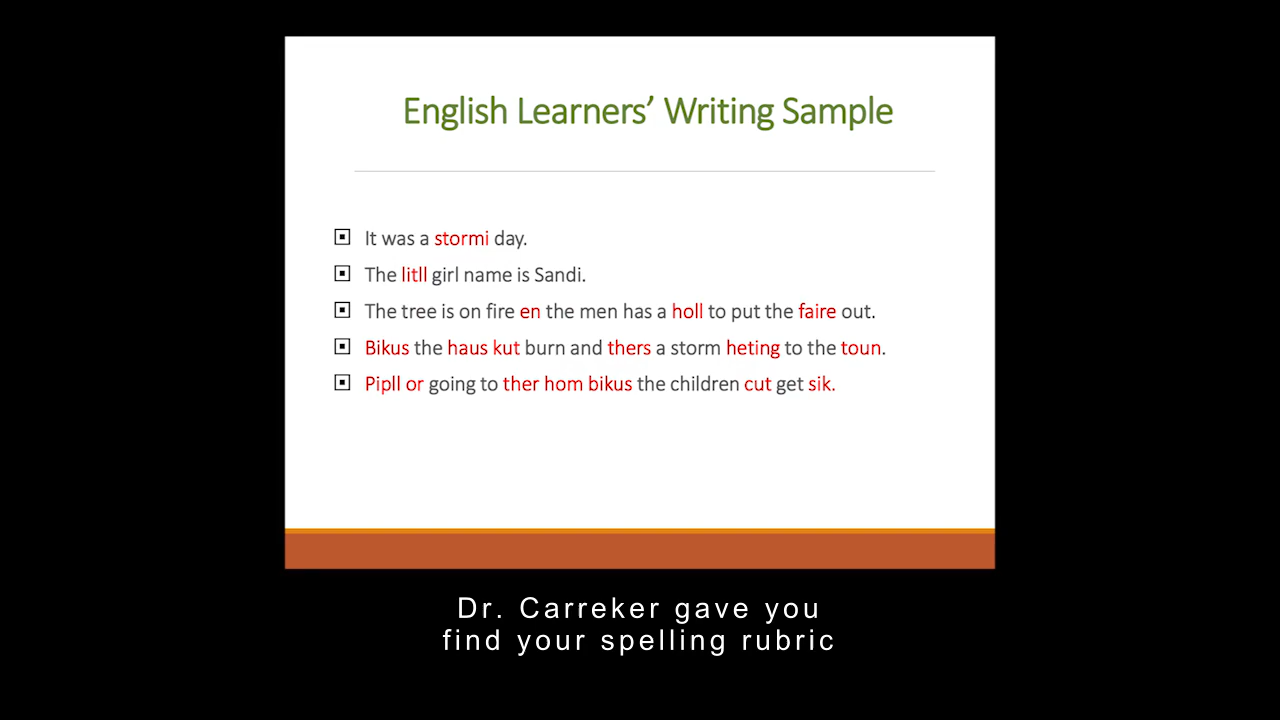 English Learners’ Writing Sample
It was a stormi day.
The litll girl name is Sandi.
The tree is on fire en the men has a holl to put the faire out.
Bikus the haus kut burn and thers a storm heting to the toun.
Pipll or going to ther hom bikus the children cut get sik.
Dr. Carreker gave you
find your spelling rubric